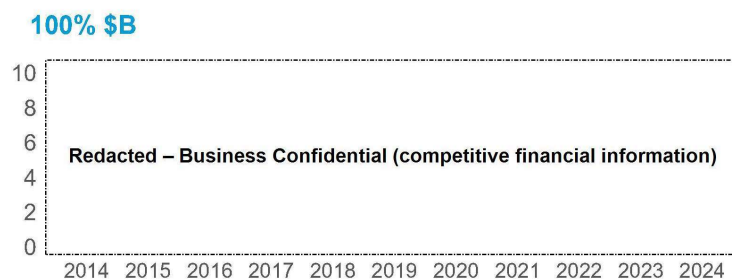 100% $B
10
8
6
4
2
0
Redacted – Business Confidential (competitive financial information)
2014 2015 2016 2017 2018 2019 2020 2021 2022 2023 2024